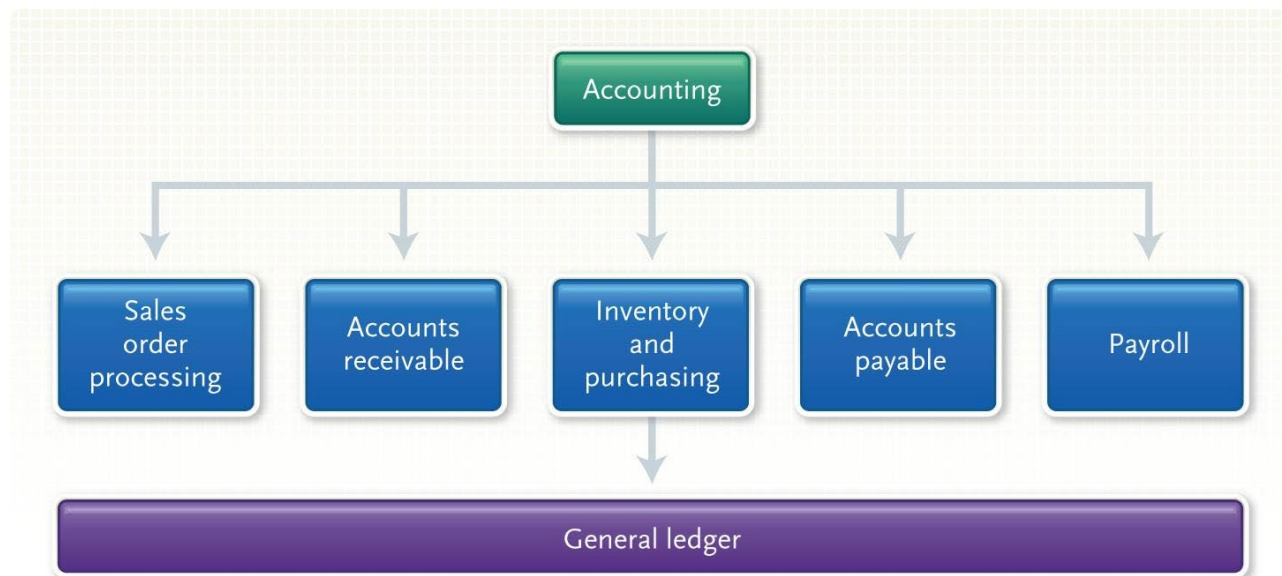 Accounting
Sales
order
processing
Accounts
receivable
Inventory
and
purchasing
Accounts
payable
Payroll
General ledger